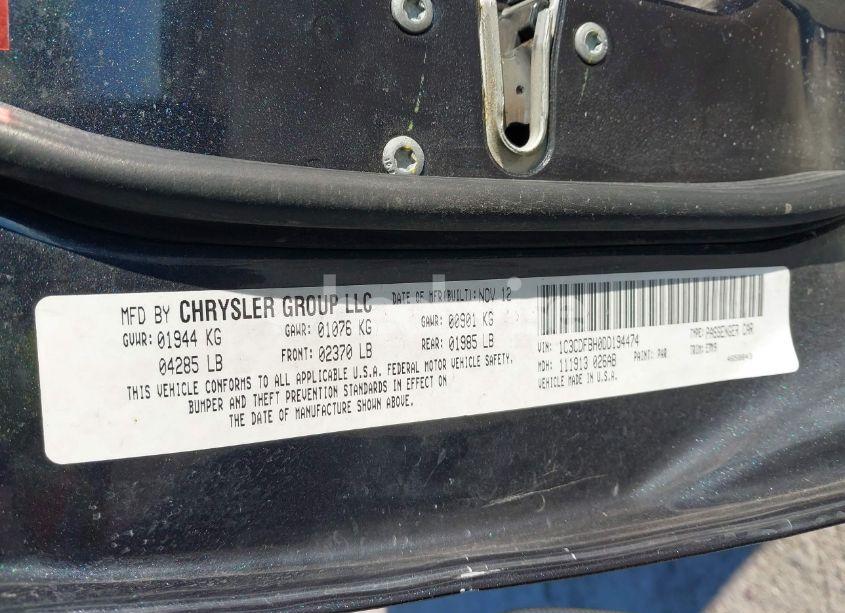 MFD BY CHRYSLER GROUP LLC DATE OF MFR(BUILT): NOV 12
GVWR: 01944 KG GAWR: 01076 KG GAWR: 00901 KG
04285 LB FRONT: 02370 LB REAR: 01985 LB
THIS VEHICLE CONFORMS TO ALL APPLICABLE U.S.A. FEDERAL MOTOR VEHICLE SAFETY,
BUMPER AND THEFT PREVENTION STANDARDS IN EFFECT ON
THE DATE OF MANUFACTURE SHOWN ABOVE.
VIN: 1C3CDFBH0DD194474 TYPE: PASSENGER CAR
MDH: 111913 026AB PAINT: PAR TRIM:
VEHICLE MADE IN U.S.A.